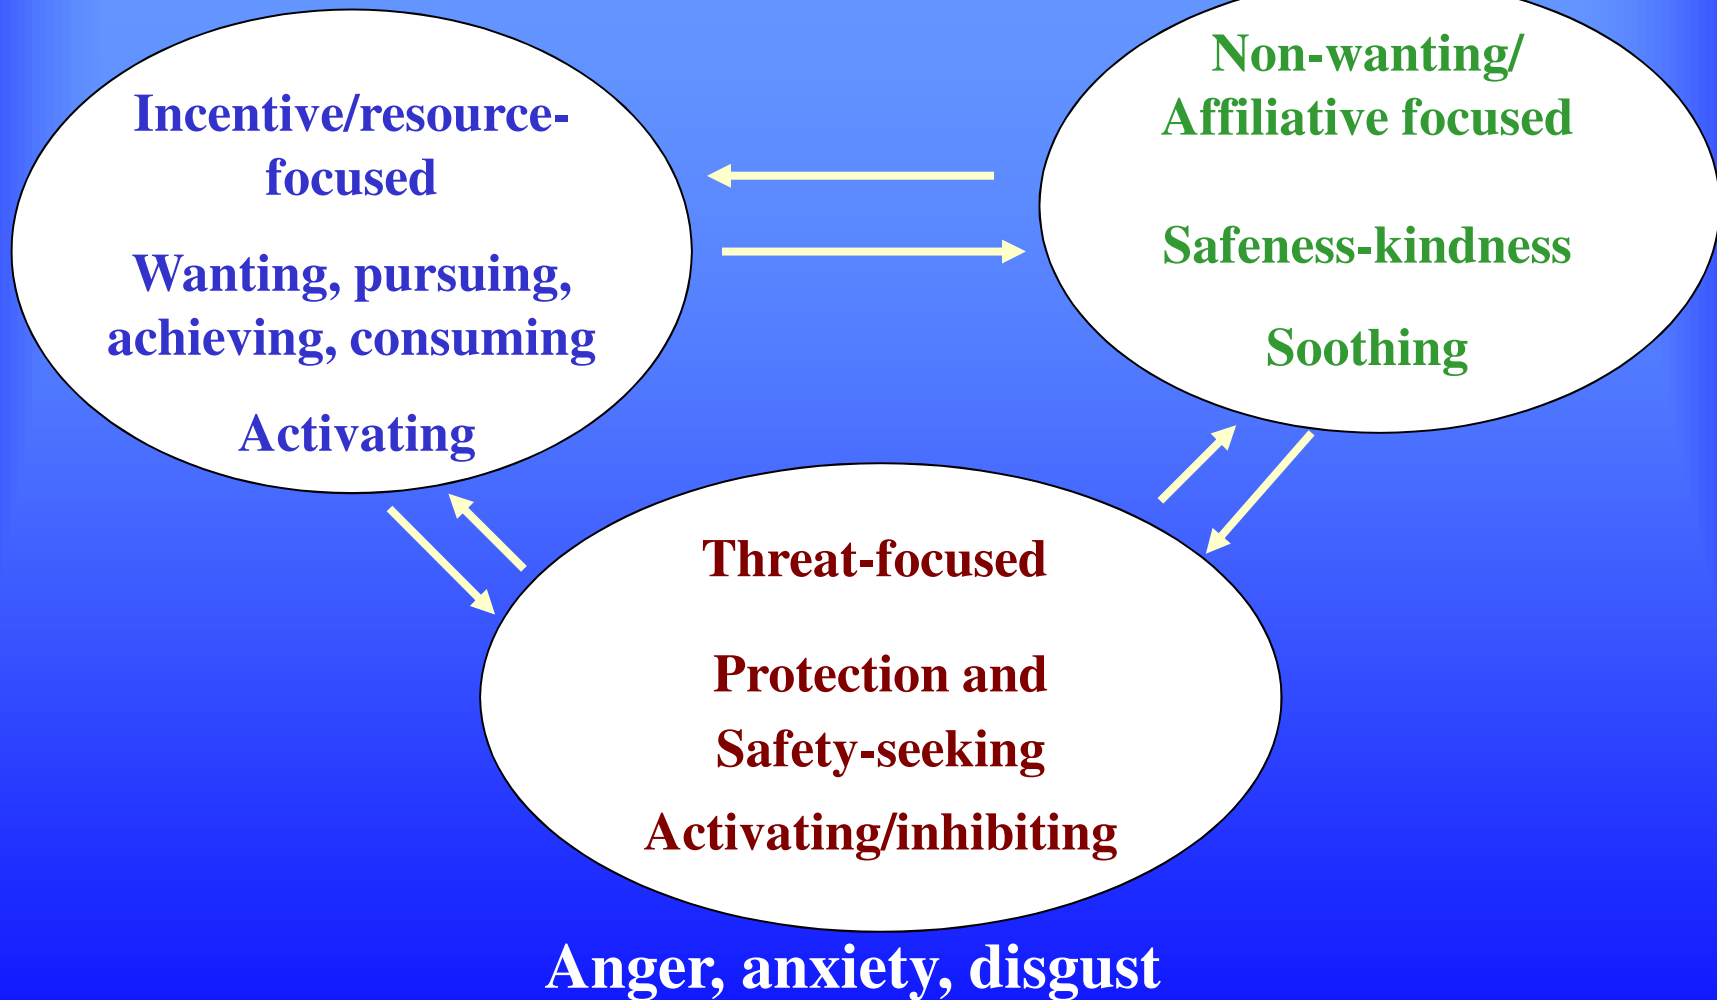 Incentive/resource-
focused
Wanting, pursuing,
achieving, consuming
Activating
Non-wanting/
Affiliative focused
Safeness-kindness
Soothing
Threat-focused
Protection and
Safety-seeking
Activating/inhibiting
Anger, anxiety, disgust